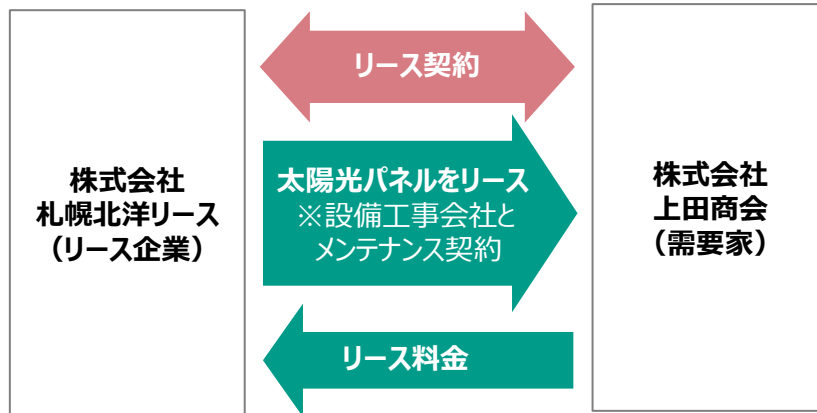 株式会社
札幌北洋リース
（リース企業）
リース契約
太陽光パネルをリース
※設備工事会社と
メンテナンス契約
リース料金
株式会社
上田商会
（需要家）